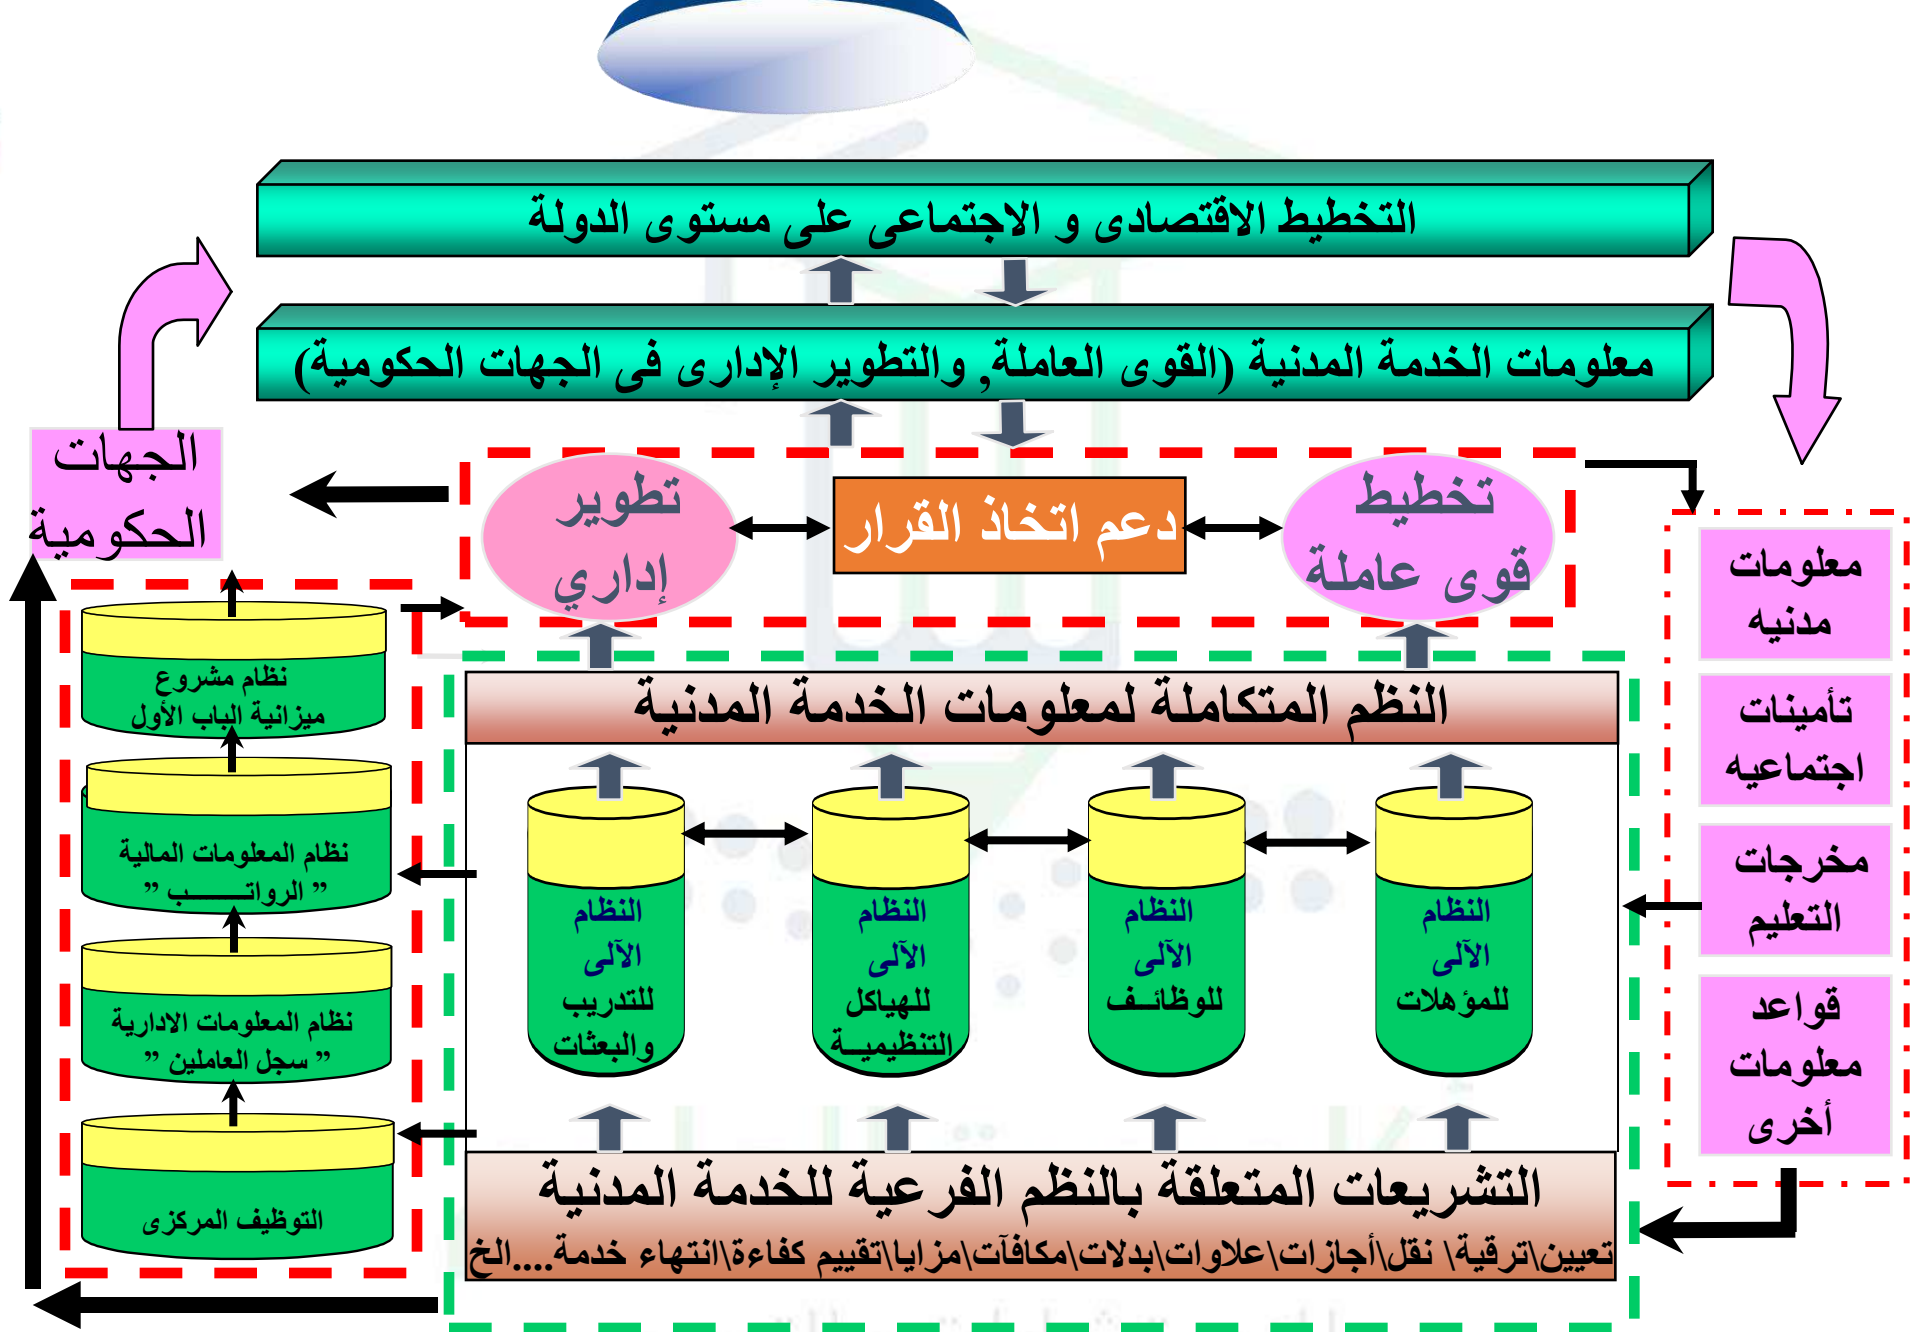 التخطيط الاقتصادى و الاجتماعى على مستوى الدولة
معلومات الخدمة المدنية (القوى العاملة, والتطوير الإدارى فى الجهات الحكومية)
الجهات
الحكومية
تخطيط
قوى عاملة
دعم اتخاذ القرار
تطوير
إداري
معلومات
مدنيه
تأمينات
اجتماعيه
مخرجات
التعليم
قواعد
معلومات
أخرى
النظم المتكاملة لمعلومات الخدمة المدنية
النظام
الآلى
للمؤهلات
النظام
الآلى
للوظائــف
النظام
الآلى
للهياكل
التنظيميــة
النظام
الآلى
للتدريب
والبعثات
نظام مشروع
ميزانية الباب الأول
نظام المعلومات المالية
” الرواتــــــب ”
نظام المعلومات الادارية
” سجل العاملين ”
التوظيف المركزى
التشريعات المتعلقة بالنظم الفرعية للخدمة المدنية
تعيين\ترقية\ نقل\أجازات\علاوات\بدلات\مكافآت\مزايا\تقييم كفاءة\انتهاء خدمة....الخ